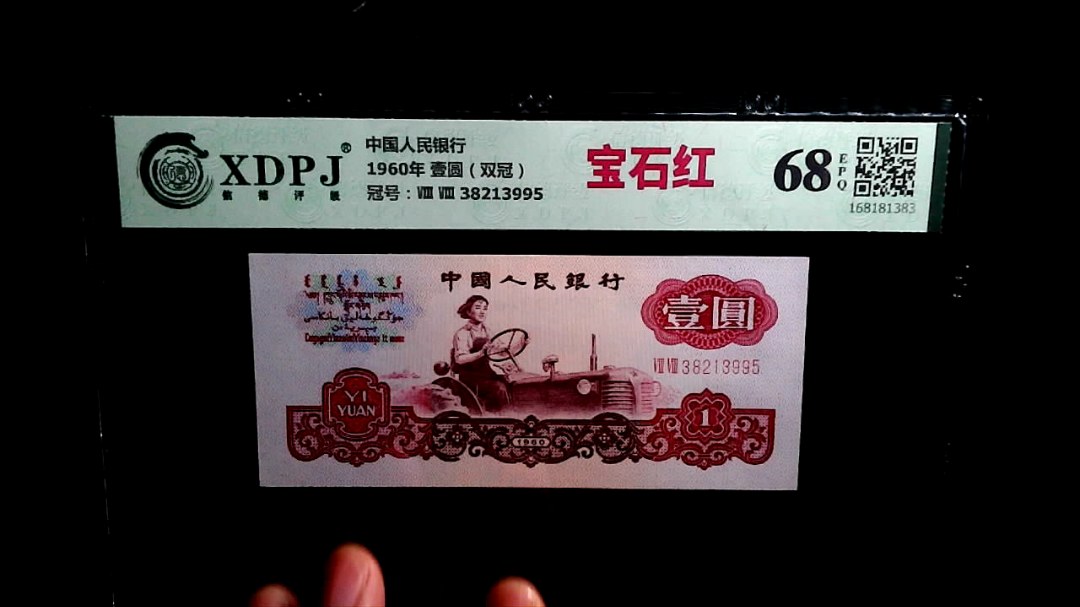 XDPJ®
信 博 评 级
中国人民银行
1960年 壹圆（双冠）
冠号：Ⅷ Ⅷ 38213995
宝石红
68
EPQ
168181383
中國人民銀行
壹圓
Ⅷ Ⅷ 38213995
YI
YUAN
1960
1